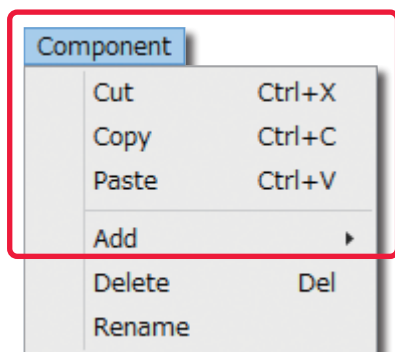 Component
Cut Ctrl+X
Copy Ctrl+C
Paste Ctrl+V
Add
Delete Del
Rename